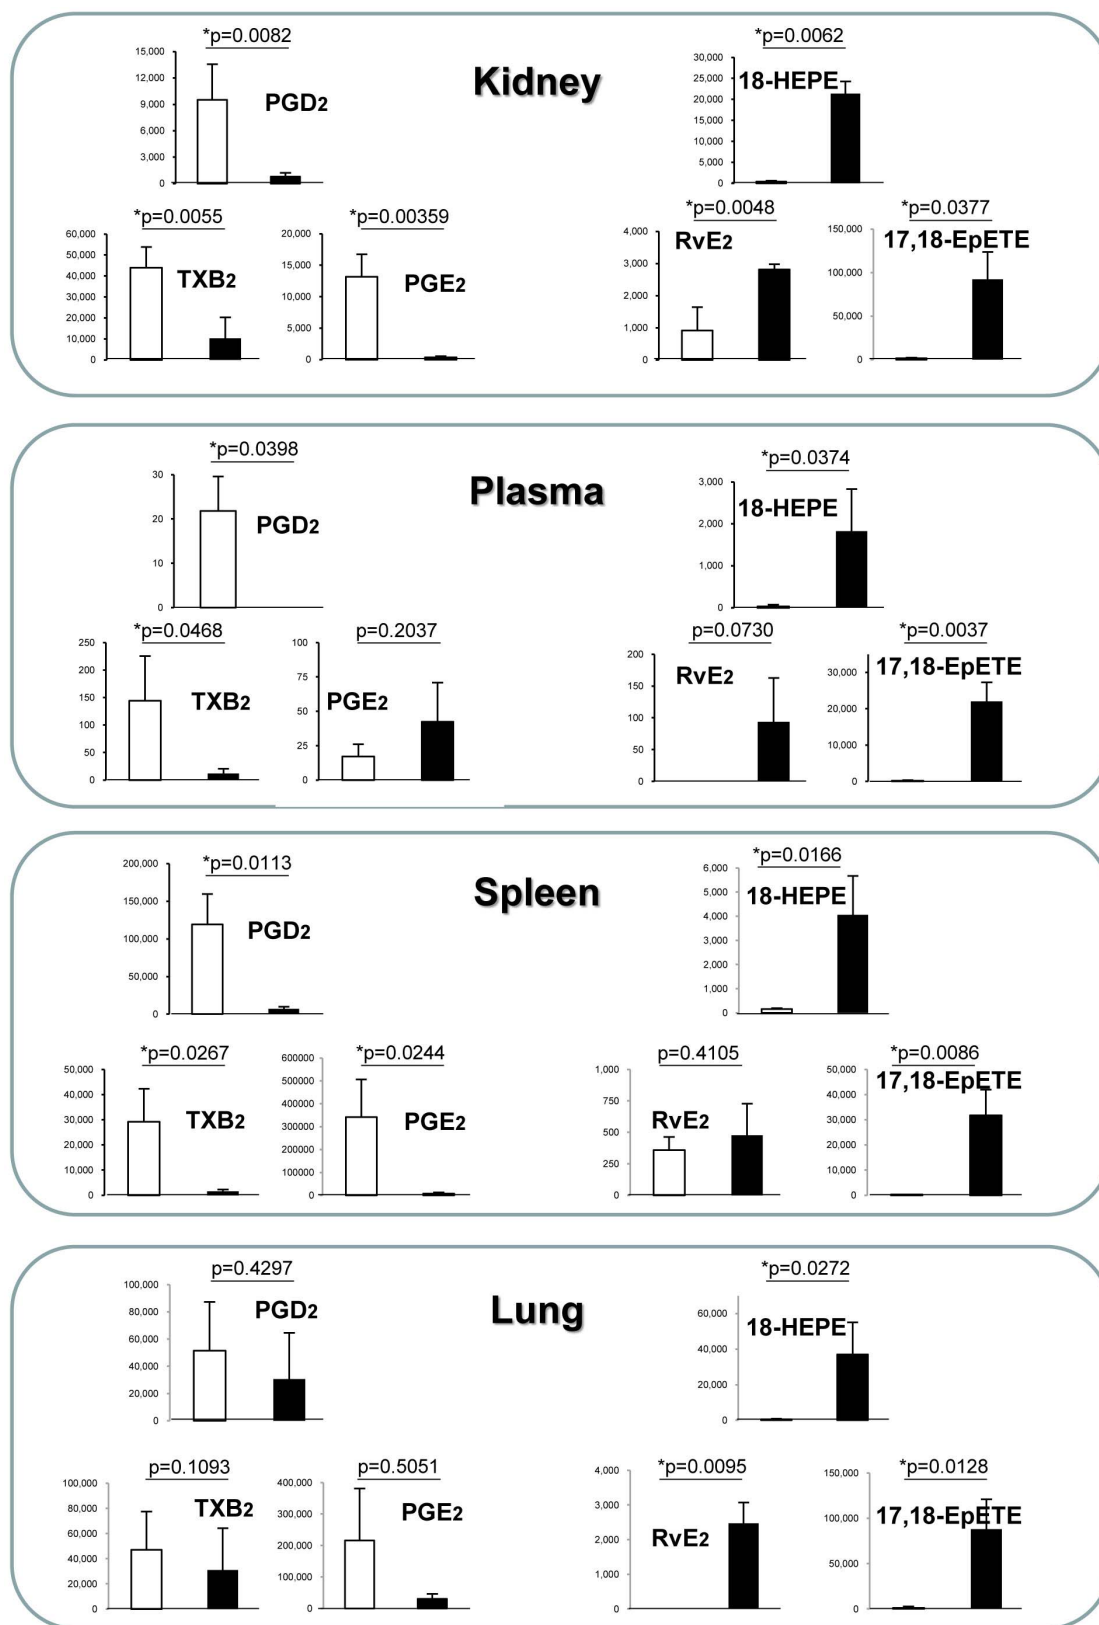 Kidney
*p=0.0082
PGD2
15,000
12,000
9,000
6,000
3,000
0
*p=0.0062
18-HEPE
30,000
25,000
20,000
15,000
10,000
5,000
0
*p=0.0055
TXB2
60,000
50,000
40,000
30,000
20,000
10,000
0
*p=0.00359
PGE2
20,000
15,000
10,000
5,000
0
*p=0.0048
RvE2
4,000
3,000
2,000
1,000
0
*p=0.0377
17,18-EpETE
150,000
100,000
50,000
0
Plasma
*p=0.0398
PGD2
30
20
10
0
*p=0.0374
18-HEPE
3,000
2,000
1,000
0
*p=0.0468
TXB2
250
200
150
100
50
0
p=0.2037
PGE2
100
75
50
25
0
p=0.0730
RvE2
200
150
100
50
0
*p=0.0037
17,18-EpETE
30,000
20,000
10,000
0
Spleen
*p=0.0113
PGD2
200,000
150,000
100,000
50,000
0
*p=0.0166
18-HEPE
6,000
5,000
4,000
3,000
2,000
1,000
0
*p=0.0267
TXB2
50,000
40,000
30,000
20,000
10,000
0
*p=0.0244
PGE2
600000
500000
400000
300000
200000
100000
0
p=0.4105
RvE2
1,000
750
500
250
0
*p=0.0086
17,18-EpETE
50,000
40,000
30,000
20,000
10,000
0
Lung
p=0.4297
PGD2
100,000
80,000
60,000
40,000
20,000
0
*p=0.0272
18-HEPE
60,000
40,000
20,000
0
p=0.1093
TXB2
100,000
80,000
60,000
40,000
20,000
0
p=0.5051
PGE2
400,000
300,000
200,000
100,000
0
*p=0.0095
RvE2
4,000
3,000
2,000
1,000
0
*p=0.0128
17,18-EpETE
150,000
100,000
50,000
0